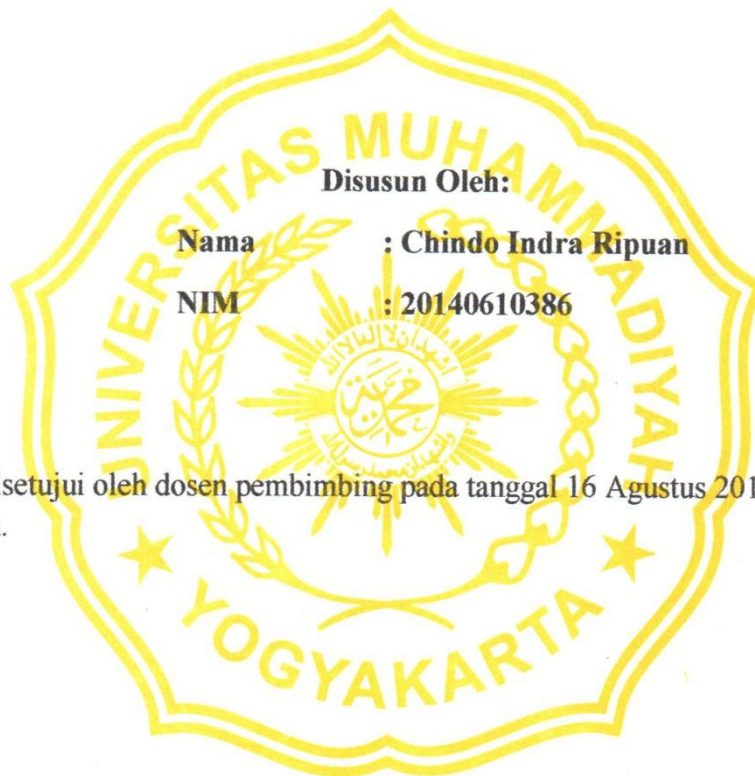 UNIVERSITAS MUHAMMADIYAH
YOGYAKARTA
Disusun Oleh:
Nama : Chindo Indra Ripuan
NIM : 20140610386
setujui oleh dosen pembimbing pada tanggal 16 Agustus 201